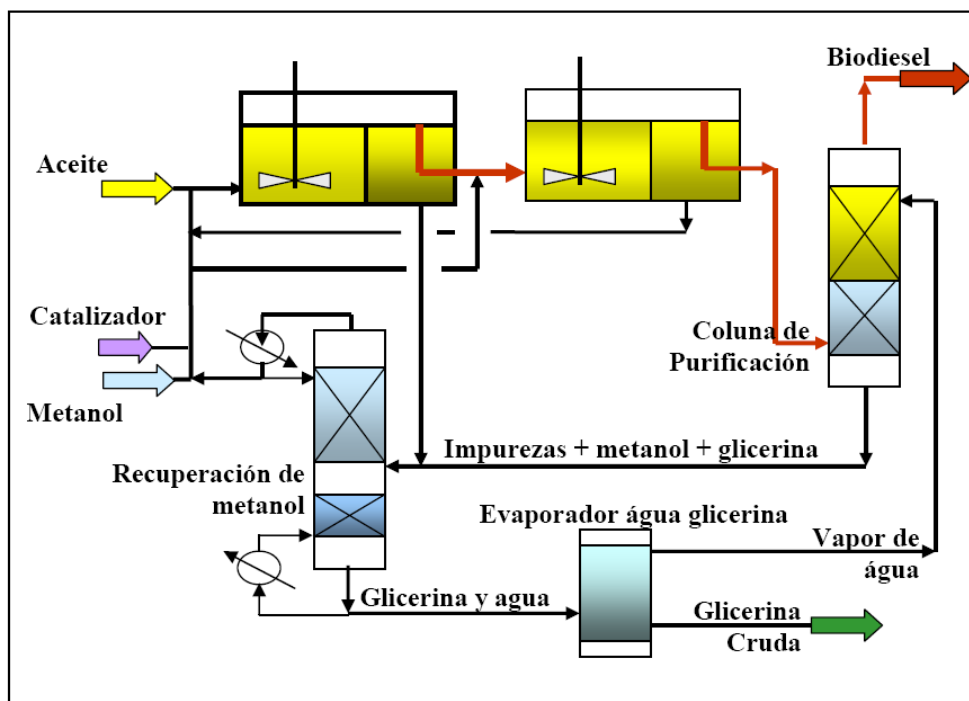 Biodiesel
Aceite
Catalizador
Metanol
Coluna de
Purificación
Impurezas + metanol + glicerina
Recuperación de
metanol
Evaporador água glicerina
Vapor de
água
Glicerina y agua
Glicerina
Cruda